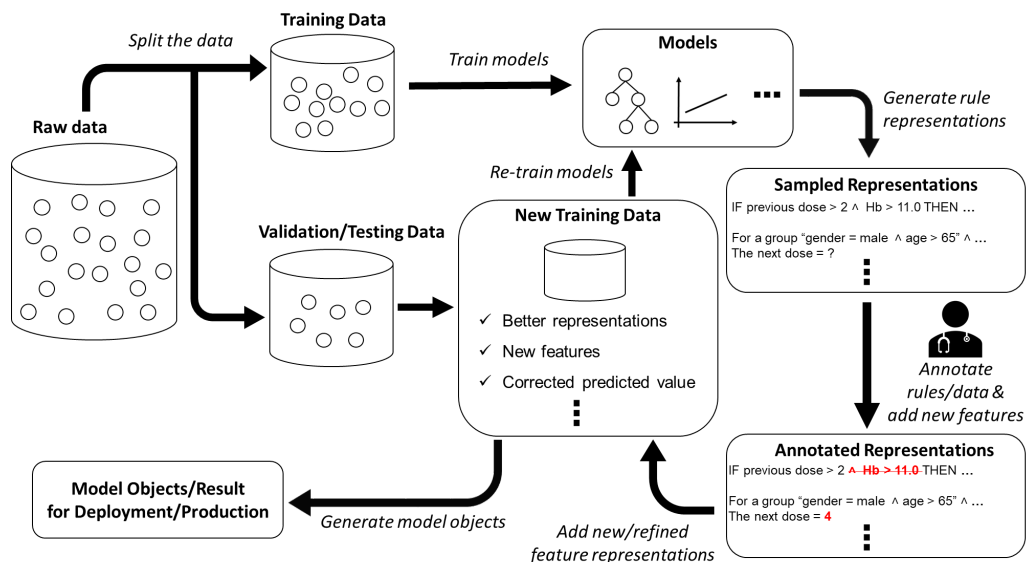 Training Data
Split the data
Train models
Models
Raw data
Generate rule
representations
Re-train models
Sampled Representations
IF previous dose > 2 ∧ Hb > 11.0 THEN …
For a group “gender = male ∧ age > 65” ∧ …
The next dose = ?
New Training Data
Validation/Testing Data
✓ Better representations
✓ New features
✓ Corrected predicted value
Annotate
rules/data &
add new features
Annotated Representations
IF previous dose > 2 ∧ Hb > 11.0 THEN …
For a group “gender = male ∧ age > 65” ∧ …
The next dose = 4
Model Objects/Result
for Deployment/Production
Generate model objects
Add new/refined
feature representations